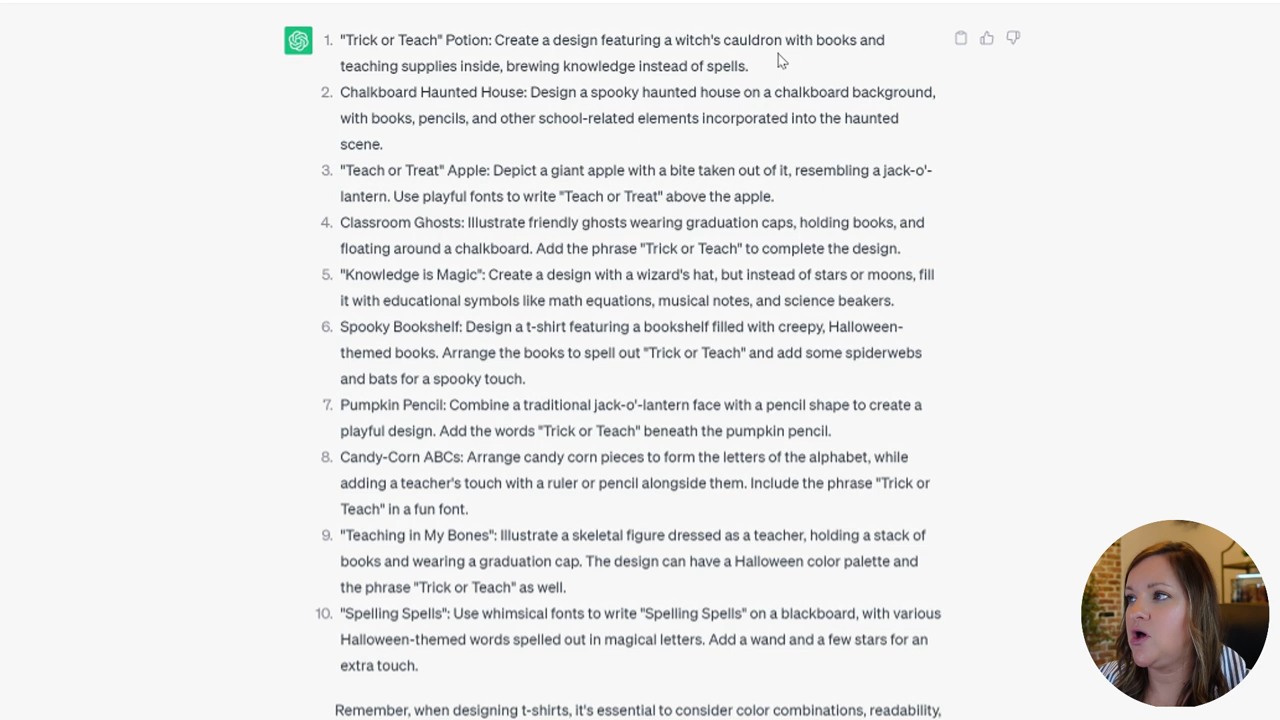 1. "Trick or Teach" Potion: Create a design featuring a witch's cauldron with books and
teaching supplies inside, brewing knowledge instead of spells.
2. Chalkboard Haunted House: Design a spooky haunted house on a chalkboard background,
with books, pencils, and other school-related elements incorporated into the haunted
scene.
3. "Teach or Treat" Apple: Depict a giant apple with a bite taken out of it, resembling a jack-o'-
lantern. Use playful fonts to write "Teach or Treat" above the apple.
4. Classroom Ghosts: Illustrate friendly ghosts wearing graduation caps, holding books, and
floating around a chalkboard. Add the phrase "Trick or Teach" to complete the design.
5. "Knowledge is Magic": Create a design with a wizard's hat, but instead of stars or moons, fill
it with educational symbols like math equations, musical notes, and science beakers.
6. Spooky Bookshelf: Design a t-shirt featuring a bookshelf filled with creepy, Halloween-
themed books. Arrange the books to spell out "Trick or Teach" and add some spiderwebs
and bats for a spooky touch.
7. Pumpkin Pencil: Combine a traditional jack-o'-lantern face with a pencil shape to create a
playful design. Add the words "Trick or Teach" beneath the pumpkin pencil.
8. Candy-Corn ABCs: Arrange candy corn pieces to form the letters of the alphabet, while
adding a teacher's touch with a ruler or pencil alongside them. Include the phrase "Trick or
Teach" in a fun font.
9. "Teaching in My Bones": Illustrate a skeletal figure dressed as a teacher, holding a stack of
books and wearing a graduation cap. The design can have a Halloween color palette and
the phrase "Trick or Teach" as well.
10. "Spelling Spells": Use whimsical fonts to write "Spelling Spells" on a blackboard, with various
Halloween-themed words spelled out in magical letters. Add a wand and a few stars for an
extra touch.
Remember, when designing t-shirts, it's essential to consider color combinations, readability,